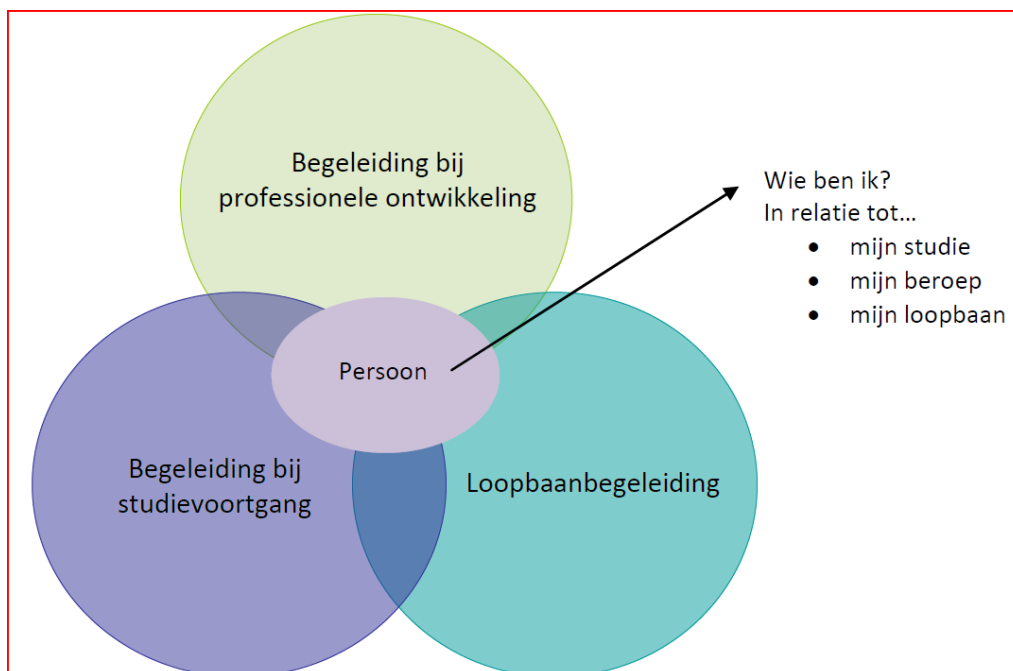 Begeleiding bij
professionele ontwikkeling
Wie ben ik?
In relatie tot...
• mijn studie
• mijn beroep
• mijn loopbaan
Persoon
Begeleiding bij
studievoortgang
Loopbaanbegeleiding